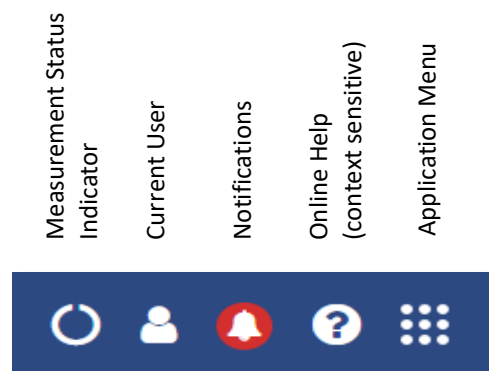 Measurement Status
Indicator
Current User
Notifications
Online Help
(context sensitive)
Application Menu
?